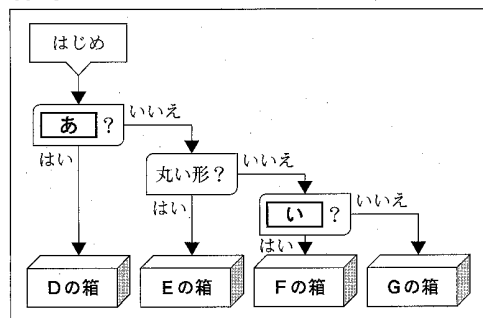 はじめ
あ ?
いいえ
はい
丸い形?
いいえ
はい
い ?
いいえ
はい
Dの箱
Eの箱
Fの箱
Gの箱